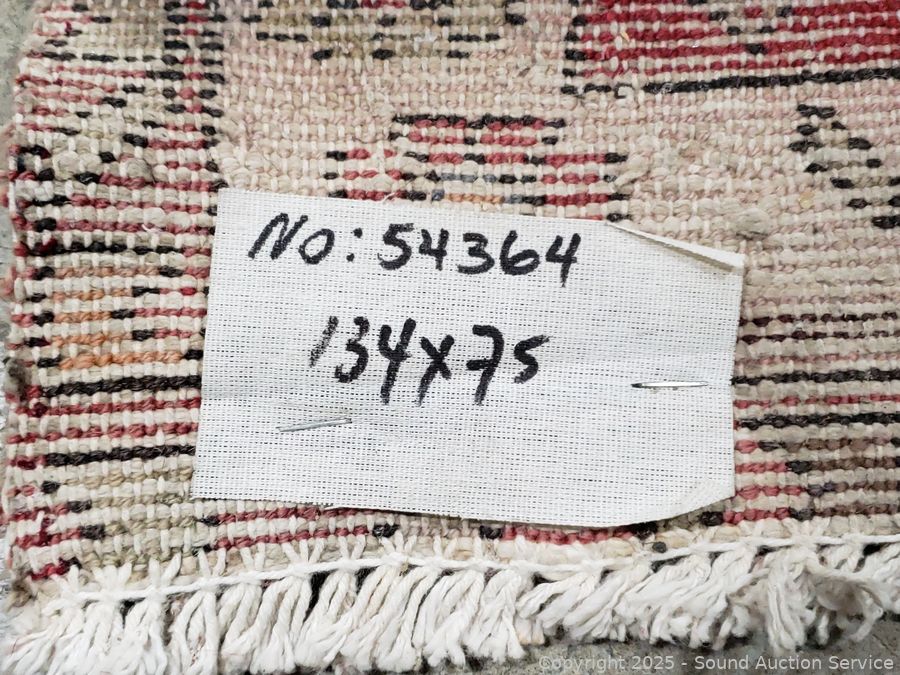 No: 54364
134x75
Copyright 2025 - Sound Auction Service